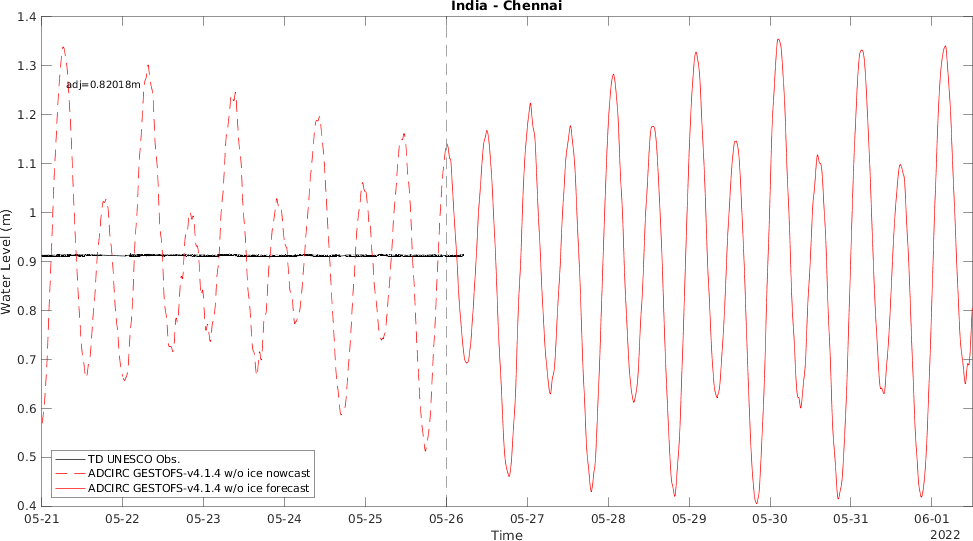 India - Chennai
1.4
1.3
1.2
1.1
1
0.9
0.8
0.7
0.6
0.5
0.4
Water Level (m)
adj=0.82018m
TD UNESCO Obs.
ADCIRC GESTOFS-v4.1.4 w/o ice nowcast
ADCIRC GESTOFS-v4.1.4 w/o ice forecast
05-21 05-22 05-23 05-24 05-25 05-26 05-27 05-28 05-29 05-30 05-31 06-01
Time
2022